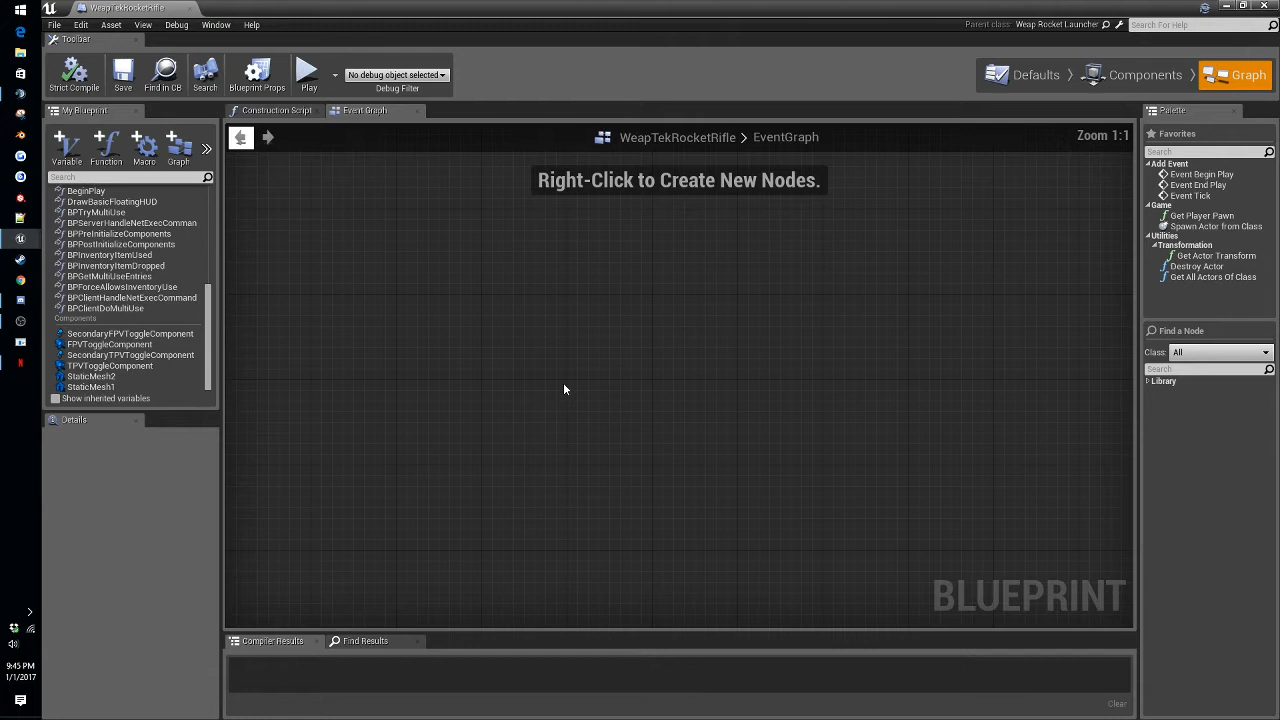 WeapTekRocketRifle
File Edit Asset View Debug Window Help
Parent class: Weap Rocket Launcher
Search For Help
Toolbar
Strict Compile
Save
Find in CB
Search
Blueprint Props
Play
No debug object selected
Debug Filter
Defaults
Components
Graph
My Blueprint
Variable
Function
Macro
Graph
Search
BeginPlay
DrawBasicFloatingHUD
BPTryMultiUse
BPServerHandleNetExecComman
BPPreInitializeComponents
BPPostInitializeComponents
BPInventoryItemUsed
BPInventoryItemDropped
BPGetMultiUseEntries
BPForceAllowsInventoryUse
BPClientHandleNetExecCommand
BPClientDoMultiUse
Components
SecondaryFPVToggleComponent
FPVToggleComponent
SecondaryTPVToggleComponent
TPVToggleComponent
StaticMesh2
StaticMesh1
Show inherited variables
Details
Construction Script
Event Graph
WeapTekRocketRifle > EventGraph
Zoom 1:1
Right-Click to Create New Nodes.
BLUEPRINT
Compiler Results
Find Results
Clear
Palette
Favorites
Search
Add Event
Event Begin Play
Event End Play
Event Tick
Game
Get Player Pawn
Spawn Actor from Class
Utilities
Transformation
Get Actor Transform
Destroy Actor
Get All Actors Of Class
Find a Node
Class: All
Search
Library
9:45 PM
1/1/2017